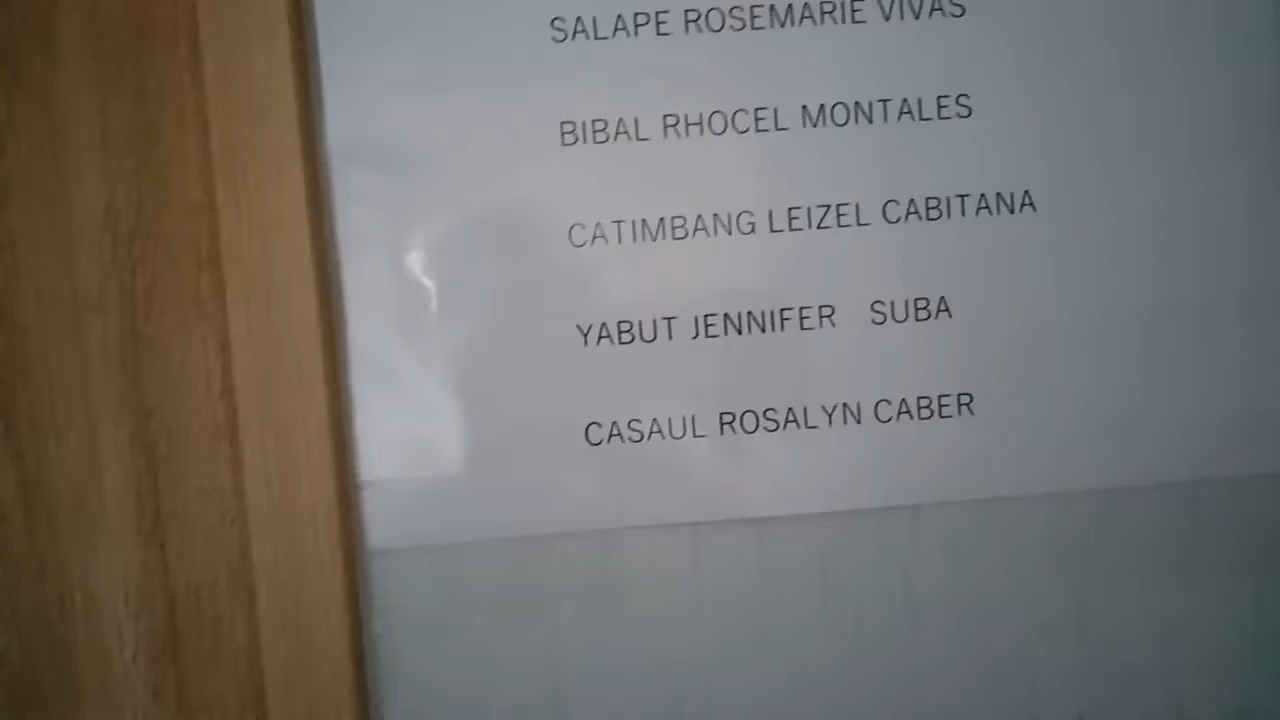 SALAPE ROSEMARIE VIVAS
BIBAL RHOCEL MONTALES
CATIMBANG LEIZEL CABITANA
YABUT JENNIFER SUBA
CASAUL ROSALYN CABER